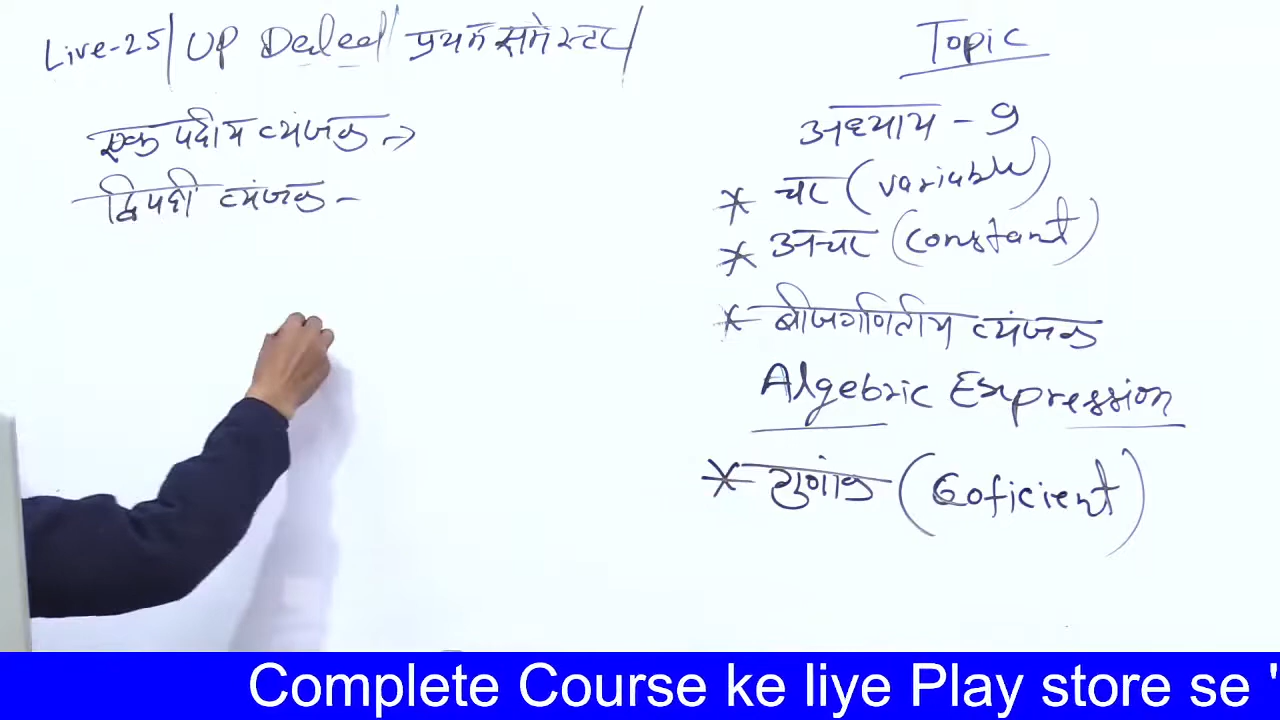 Live-25/ UP Deled/ प्रथम समेस्टर/
एक पदीय व्यंजक →
द्विपदी व्यंजक -
Topic
अध्याय - 9
* चर (variable)
* अचर (constant)
* बीजगणितीय व्यंजक
Algebric Expression
* गुणांक (Coficient)
Complete Course ke liye Play store se '